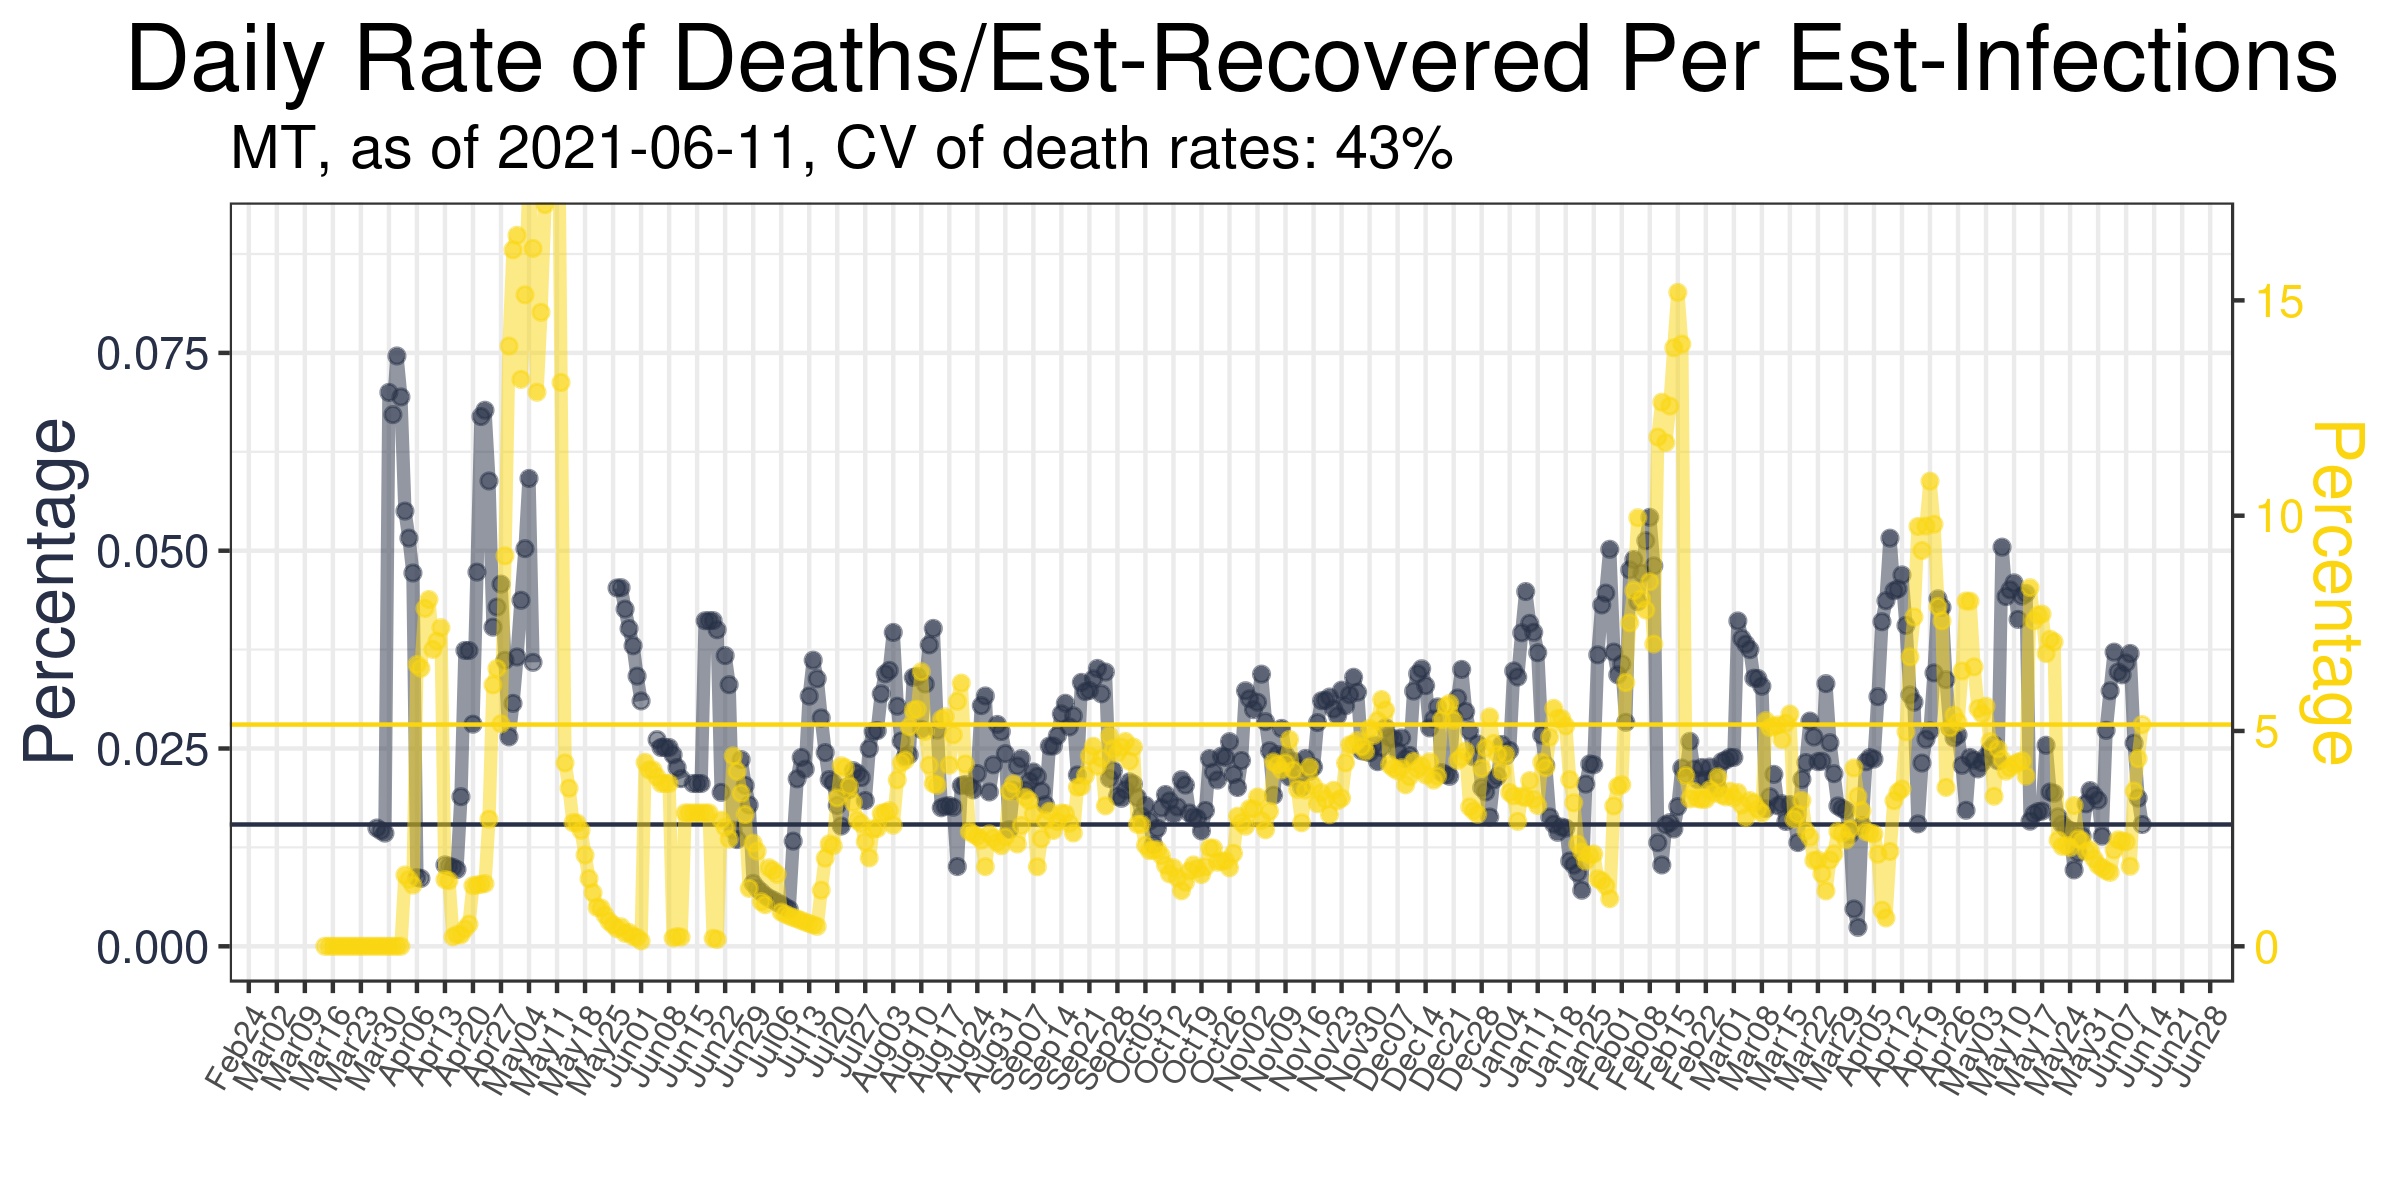 Daily Rate of Deaths/Est-Recovered Per Est-Infections
MT, as of 2021-06-11, CV of death rates: 43%
Percentage
0.075
0.050
0.025
0.000
15
10
5
0
Percentage
Feb24
Mar02
Mar09
Mar16
Mar23
Mar30
Apr06
Apr13
Apr20
Apr27
May04
May11
May18
May25
Jun01
Jun08
Jun15
Jun22
Jun29
Jul06
Jul13
Jul20
Jul27
Aug03
Aug10
Aug17
Aug24
Aug31
Sep07
Sep14
Sep21
Sep28
Oct05
Oct12
Oct19
Oct26
Nov02
Nov09
Nov16
Nov23
Nov30
Dec07
Dec14
Dec21
Dec28
Jan04
Jan11
Jan18
Jan25
Feb01
Feb08
Feb15
Feb22
Mar01
Mar08
Mar15
Mar22
Mar29
Apr05
Apr12
Apr19
Apr26
May03
May10
May17
May24
May31
Jun07
Jun14
Jun21
Jun28